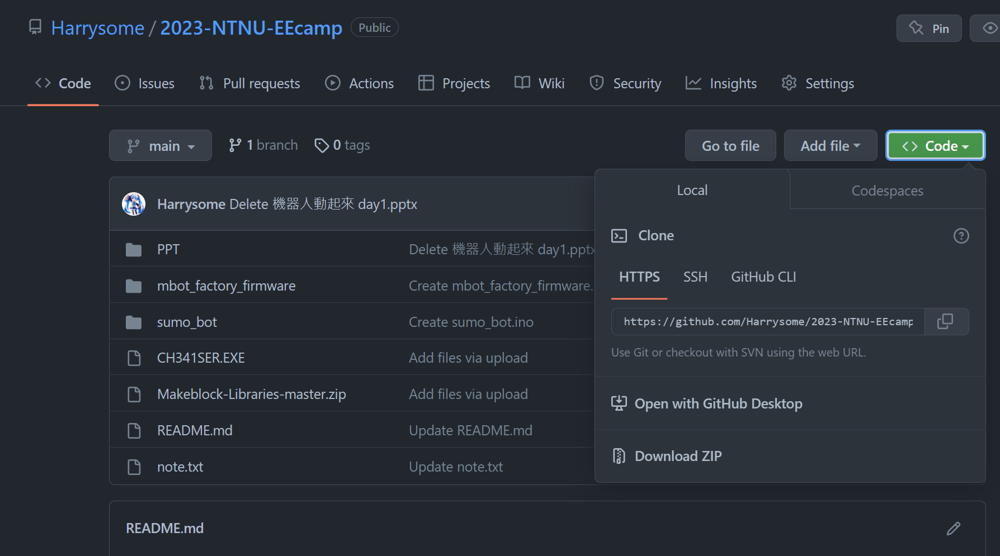 Harrysome / 2023-NTNU-EEcamp Public
Pin
Code Issues Pull requests Actions Projects Wiki Security Insights Settings
main 1 branch 0 tags Go to file Add file Code
Local Codespaces
Harrysome Delete 機器人動起來 day1.pptx
Clone
PPT Delete 機器人動起來 day1.pptx
HTTPS SSH GitHub CLI
mbot_factory_firmware Create mbot_factory_firmware.
https://github.com/Harrysome/2023-NTNU-EEcamp
sumo_bot Create sumo_bot.ino
Use Git or checkout with SVN using the web URL.
CH341SER.EXE Add files via upload
Makeblock-Libraries-master.zip Add files via upload
Open with GitHub Desktop
README.md Update README.md
Download ZIP
note.txt Update note.txt
README.md